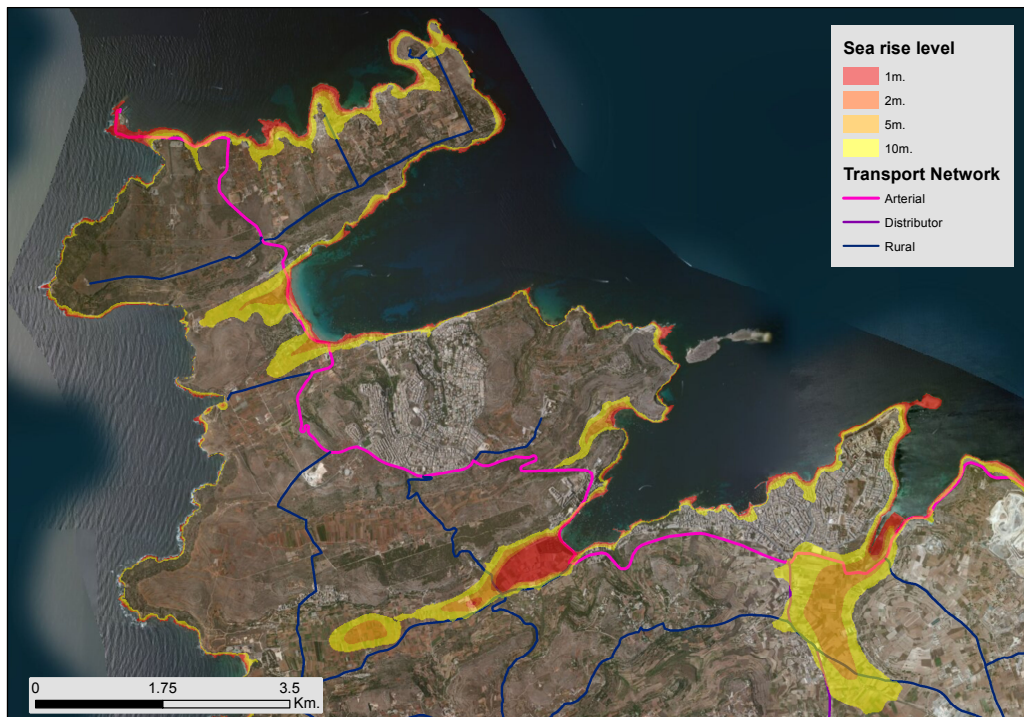 Sea rise level
1m.
2m.
5m.
10m.
Transport Network
Arterial
Distributor
Rural
0 1.75 3.5
Km.